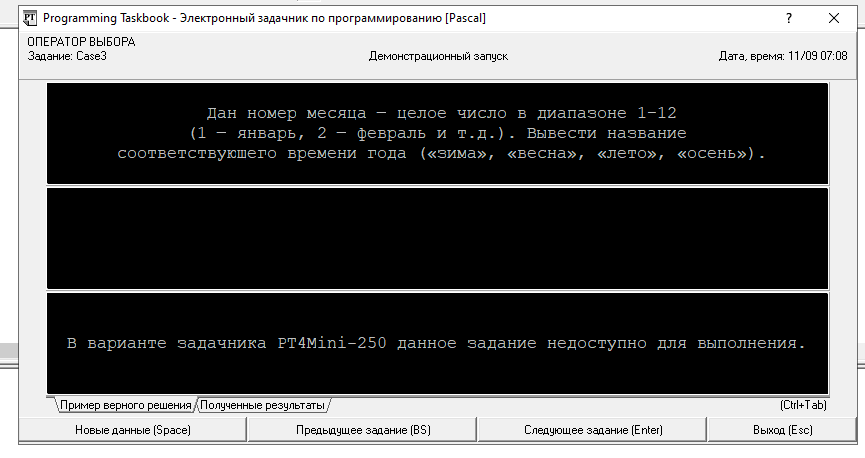 Programming Taskbook - Электронный задачник по программированию [Pascal]
ОПЕРАТОР ВЫБОРА
Задание: Case3
Демонстрационный запуск
Дата, время: 11/09 07:08
Дан номер месяца — целое число в диапазоне 1–12
(1 — январь, 2 — февраль и т.д.). Вывести название
соответствующего времени года («зима», «весна», «лето», «осень»).
В варианте задачника PT4Mini-250 данное задание недоступно для выполнения.
Пример верного решения
Полученные результаты
(Ctrl+Tab)
Новые данные (Space)
Предыдущее задание (BS)
Следующее задание (Enter)
Выход (Esc)